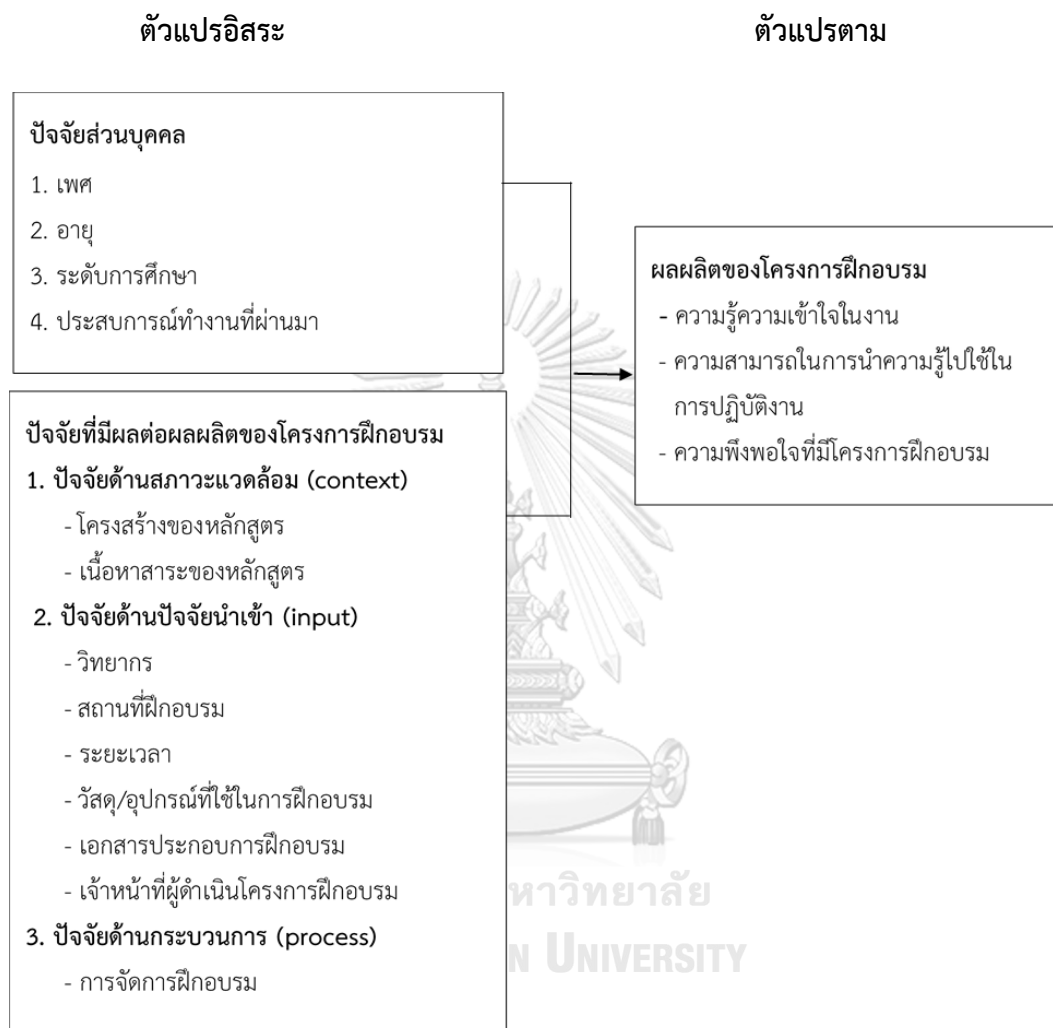 ตัวแปรอิสระ
ตัวแปรตาม
ปัจจัยส่วนบุคคล
1. เพศ
2. อายุ
3. ระดับการศึกษา
4. ประสบการณ์ทำงานที่ผ่านมา
ปัจจัยที่มีผลต่อผลผลิตของโครงการฝึกอบรม
1. ปัจจัยด้านสภาวะแวดล้อม (context)
- โครงสร้างของหลักสูตร
- เนื้อหาสาระของหลักสูตร
2. ปัจจัยด้านปัจจัยนำเข้า (input)
- วิทยากร
- สถานที่ฝึกอบรม
- ระยะเวลา
- วัสดุ/อุปกรณ์ที่ใช้ในการฝึกอบรม
- เอกสารประกอบการฝึกอบรม
- เจ้าหน้าที่ผู้ดำเนินโครงการฝึกอบรม
3. ปัจจัยด้านกระบวนการ (process)
- การจัดการฝึกอบรม
ผลผลิตของโครงการฝึกอบรม
- ความรู้ความเข้าใจในงาน
- ความสามารถในการนำความรู้ไปใช้ใน
การปฏิบัติงาน
- ความพึงพอใจที่มีโครงการฝึกอบรม
หาวิทยาลัย
N UNIVERSITY